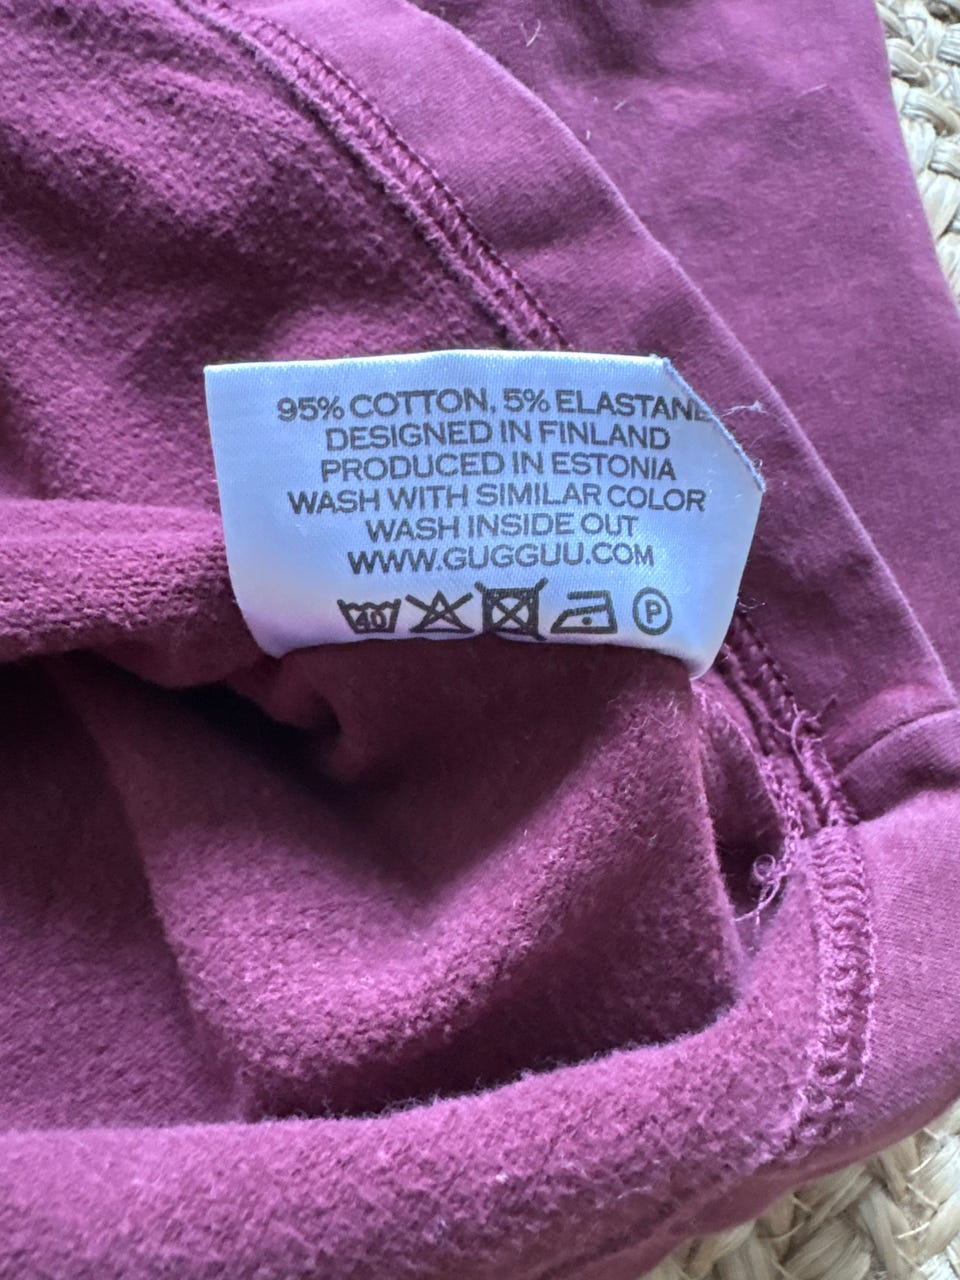 95% COTTON, 5% ELASTANE
DESIGNED IN FINLAND
PRODUCED IN ESTONIA
WASH WITH SIMILAR COLOR
WASH INSIDE OUT
WWW.GUGGUU.COM
40 P